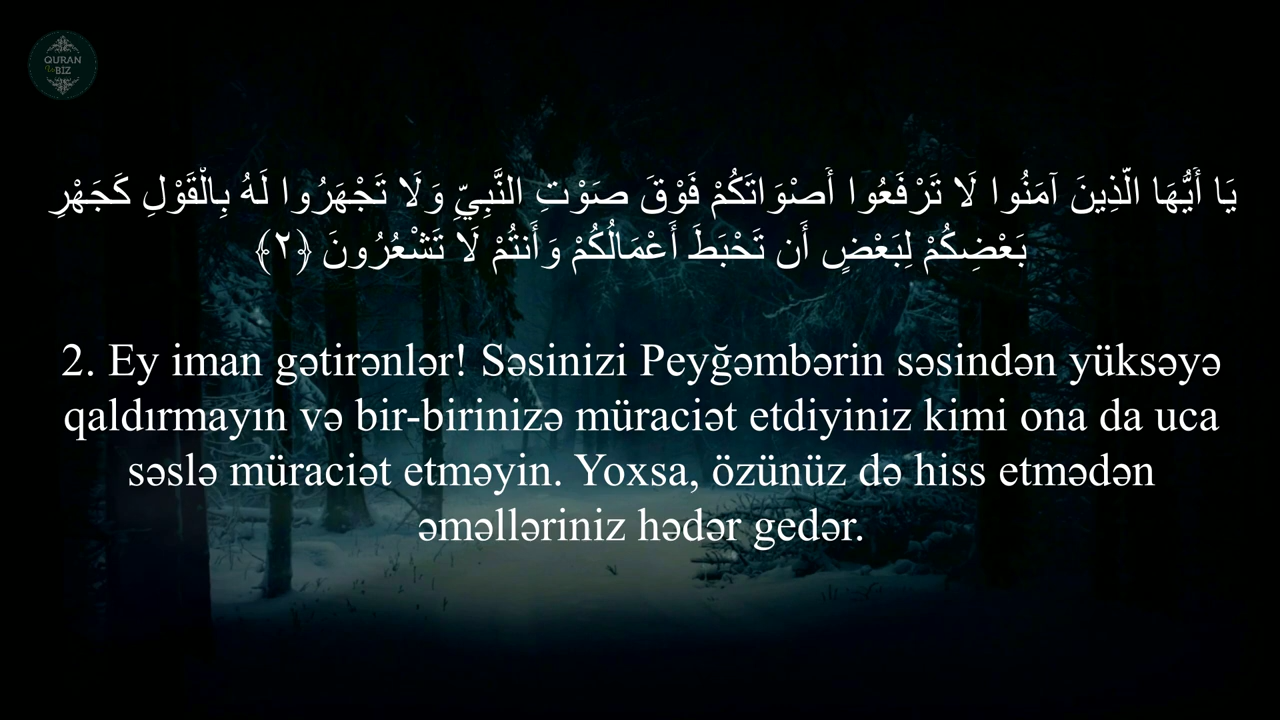 QURAN
Və
BİZ
يَا أَيُّهَا الَّذِينَ آمَنُوا لَا تَرْفَعُوا أَصْوَاتَكُمْ فَوْقَ صَوْتِ النَّبِيِّ وَلَا تَجْهَرُوا لَهُ بِالْقَوْلِ كَجَهْرِ
بَعْضِكُمْ لِبَعْضٍ أَن تَحْبَطَ أَعْمَالُكُمْ وَأَنتُمْ لَا تَشْعُرُونَ ﴿٢﴾
2. Ey iman gətirənlər! Səsinizi Peyğəmbərin səsindən yüksəyə
qaldırmayın və bir-birinizə müraciət etdiyiniz kimi ona da uca
səslə müraciət etməyin. Yoxsa, özünüz də hiss etmədən
əməlləriniz hədər gedər.